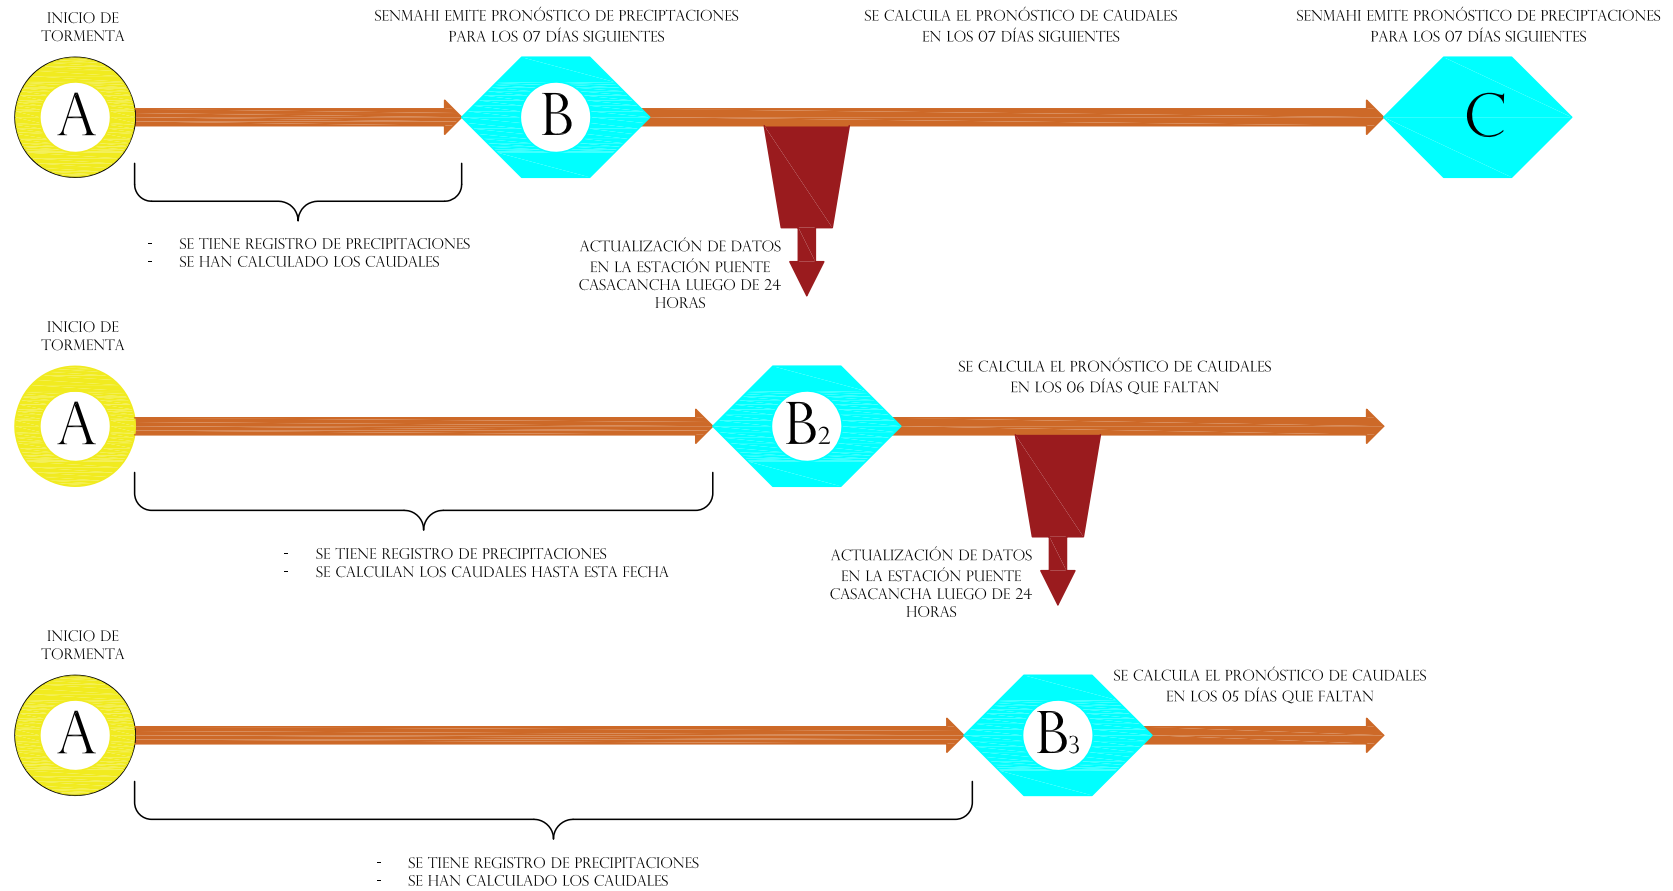 INICIO DE
TORMENTA
SENMAHI EMITE PRONÓSTICO DE PRECIPTACIONES
PARA LOS 07 DÍAS SIGUIENTES
SE CALCULA EL PRONÓSTICO DE CAUDALES
EN LOS 07 DÍAS SIGUIENTES
SENMAHI EMITE PRONÓSTICO DE PRECIPTACIONES
PARA LOS 07 DÍAS SIGUIENTES
A
B
C
- SE TIENE REGISTRO DE PRECIPITACIONES
- SE HAN CALCULADO LOS CAUDALES
ACTUALIZACIÓN DE DATOS
EN LA ESTACIÓN PUENTE
CASACANCHA LUEGO DE 24
HORAS
INICIO DE
TORMENTA
SE CALCULA EL PRONÓSTICO DE CAUDALES
EN LOS 06 DÍAS QUE FALTAN
A
B2
- SE TIENE REGISTRO DE PRECIPITACIONES
- SE CALCULAN LOS CAUDALES HASTA ESTA FECHA
ACTUALIZACIÓN DE DATOS
EN LA ESTACIÓN PUENTE
CASACANCHA LUEGO DE 24
HORAS
INICIO DE
TORMENTA
SE CALCULA EL PRONÓSTICO DE CAUDALES
EN LOS 05 DÍAS QUE FALTAN
A
B3
- SE TIENE REGISTRO DE PRECIPITACIONES
- SE HAN CALCULADO LOS CAUDALES